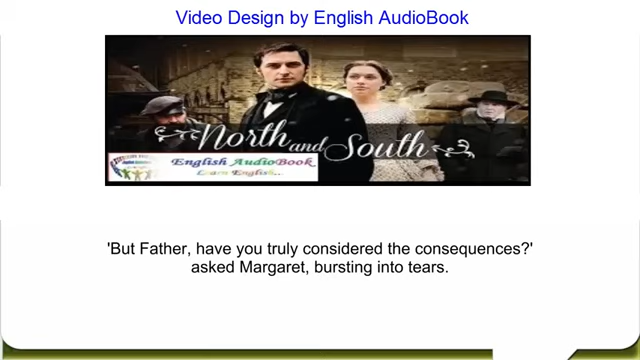 Video Design by English AudioBook
North and South
English AudioBook
Learn English...
'But Father, have you truly considered the consequences?'
asked Margaret, bursting into tears.